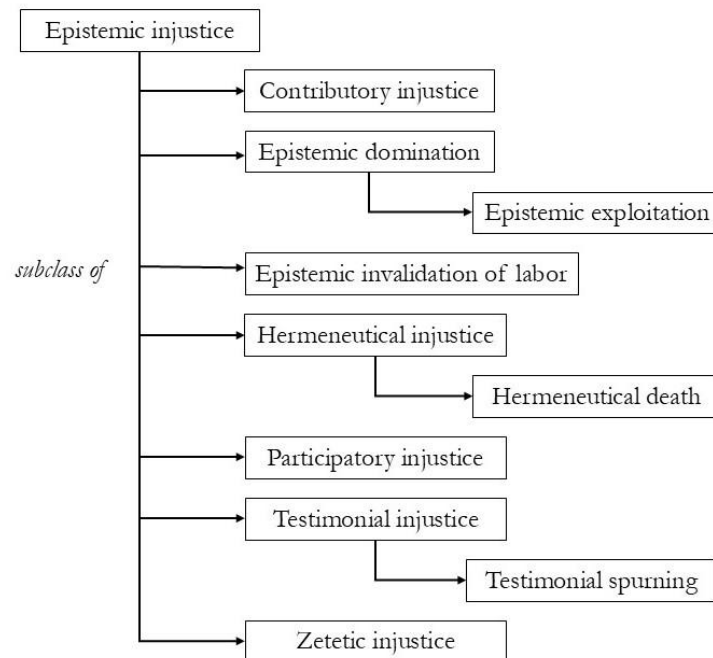 Epistemic injustice
Contributory injustice
Epistemic domination
Epistemic exploitation
subclass of
Epistemic invalidation of labor
Hermeneutical injustice
Hermeneutical death
Participatory injustice
Testimonial injustice
Testimonial spurning
Zetetic injustice